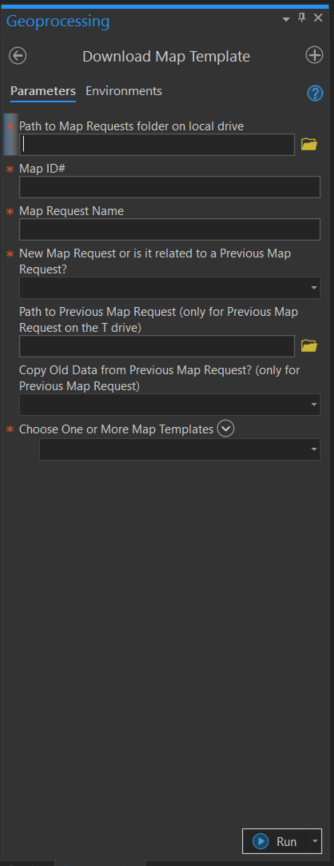 Geoprocessing
Download Map Template
Parameters Environments
?
* Path to Map Requests folder on local drive
* Map ID#
* Map Request Name
* New Map Request or is it related to a Previous Map
Request?
Path to Previous Map Request (only for Previous Map
Request on the T drive)
Copy Old Data from Previous Map Request? (only for
Previous Map Request)
* Choose One or More Map Templates
Run